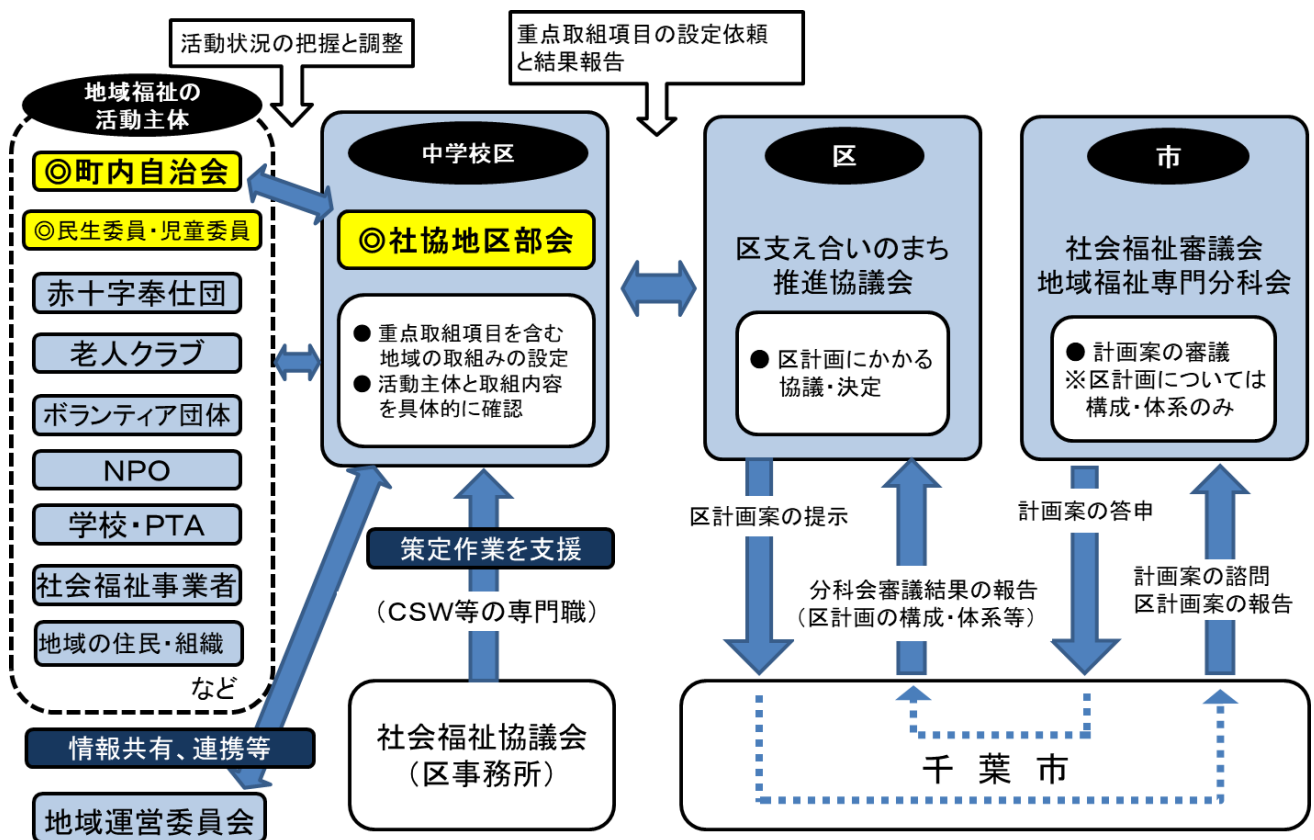 活動状況の把握と調整
重点取組項目の設定依頼
と結果報告
地域福祉の
活動主体
◎町内自治会
◎民生委員・児童委員
赤十字奉仕団
老人クラブ
ボランティア団体
NPO
学校・PTA
社会福祉事業者
地域の住民・組織
など
情報共有、連携等
地域運営委員会
中学校区
◎社協地区部会
● 重点取組項目を含む
地域の取組みの設定
● 活動主体と取組内容
を具体的に確認
策定作業を支援
(CSW等の専門職)
社会福祉協議会
(区事務所)
区
区支え合いのまち
推進協議会
● 区計画にかかる
協議・決定
区計画案の提示
分科会審議結果の報告
(区計画の構成・体系等)
市
社会福祉審議会
地域福祉専門分科会
● 計画案の審議
※区計画については
構成・体系のみ
計画案の答申
計画案の諮問
区計画案の報告
千葉市